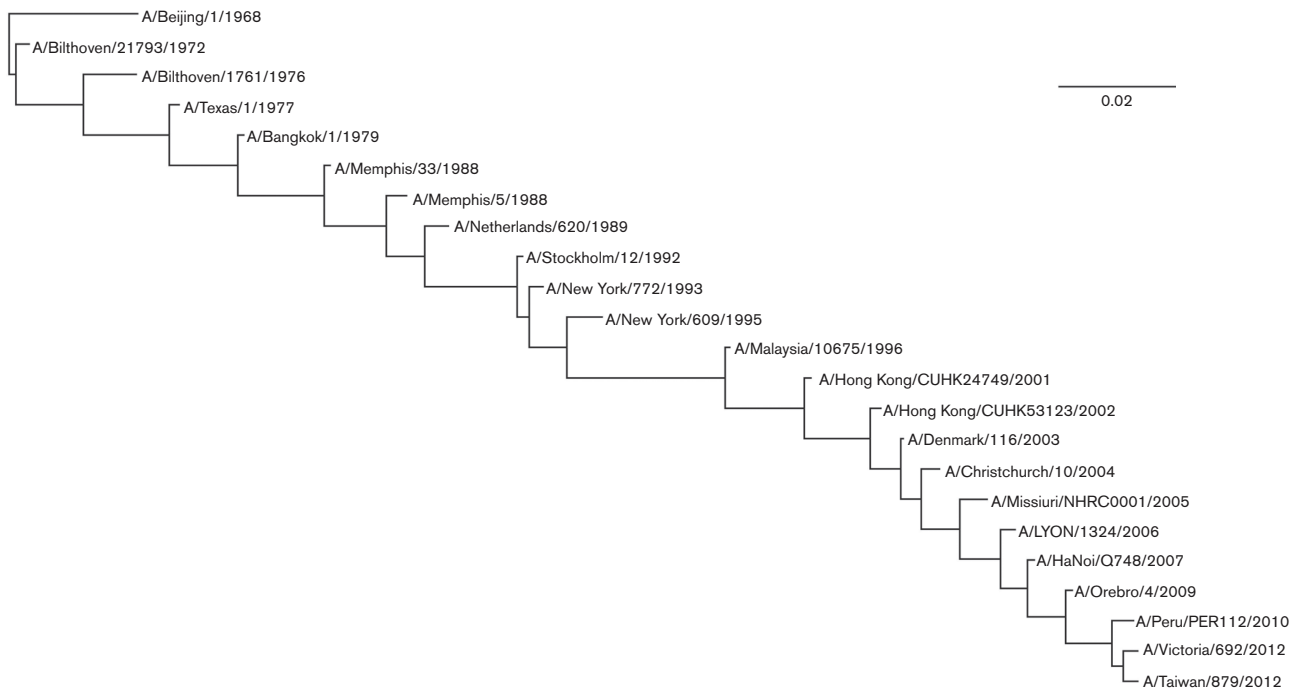 A/Beijing/1/1968
A/Bilthoven/21793/1972
A/Bilthoven/1761/1976
0.02
A/Texas/1/1977
A/Bangkok/1/1979
A/Memphis/33/1988
A/Memphis/5/1988
A/Netherlands/620/1989
A/Stockholm/12/1992
A/New York/772/1993
A/New York/609/1995
A/Malaysia/10675/1996
A/Hong Kong/CUHK24749/2001
A/Hong Kong/CUHK53123/2002
A/Denmark/116/2003
A/Christchurch/10/2004
A/Missiuri/NHRC0001/2005
A/LYON/1324/2006
A/HaNoi/Q748/2007
A/Orebro/4/2009
A/Peru/PER112/2010
A/Victoria/692/2012
A/Taiwan/879/2012